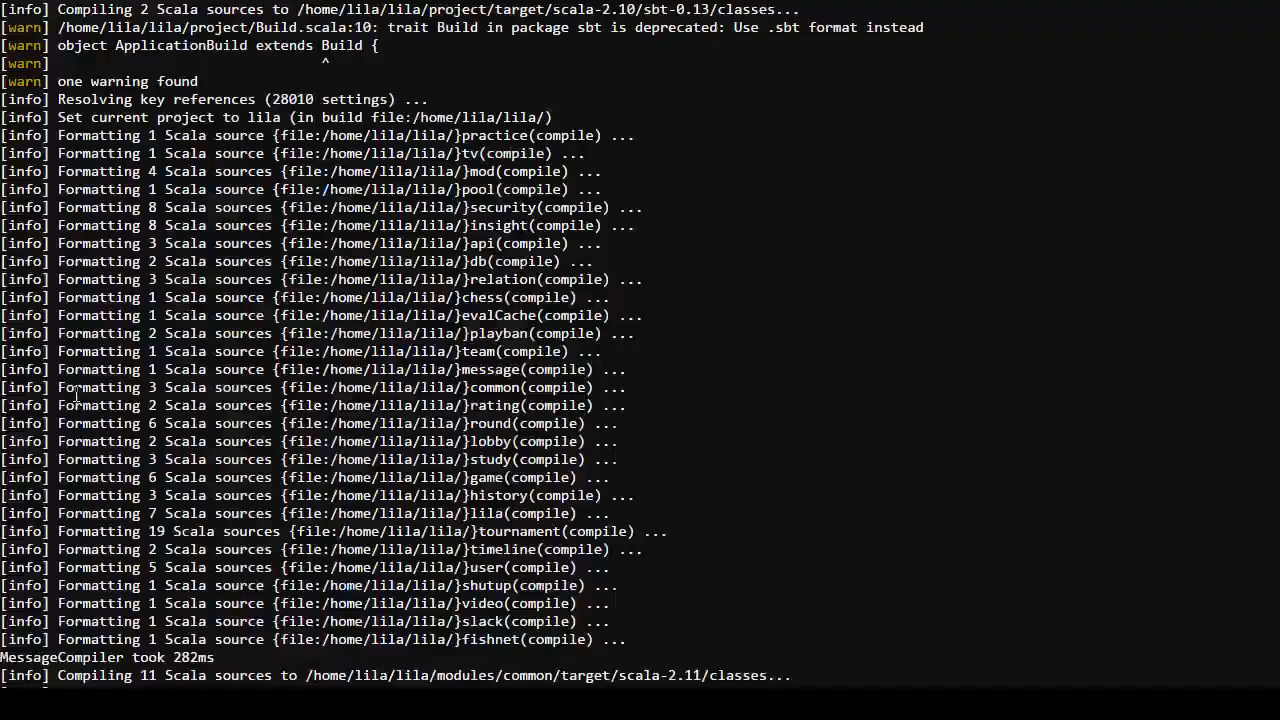 [info] Compiling 2 Scala sources to /home/lila/lila/project/target/scala-2.10/sbt-0.13/classes...
[warn] /home/lila/lila/project/Build.scala:10: trait Build in package sbt is deprecated: Use .sbt format instead
[warn] object ApplicationBuild extends Build {
[warn]                                 ^
[warn] one warning found
[info] Resolving key references (28010 settings) ...
[info] Set current project to lila (in build file:/home/lila/lila/)
[info] Formatting 1 Scala source {file:/home/lila/lila/}practice(compile) ...
[info] Formatting 1 Scala source {file:/home/lila/lila/}tv(compile) ...
[info] Formatting 4 Scala sources {file:/home/lila/lila/}mod(compile) ...
[info] Formatting 1 Scala source {file:/home/lila/lila/}pool(compile) ...
[info] Formatting 8 Scala sources {file:/home/lila/lila/}security(compile) ...
[info] Formatting 8 Scala sources {file:/home/lila/lila/}insight(compile) ...
[info] Formatting 3 Scala sources {file:/home/lila/lila/}api(compile) ...
[info] Formatting 2 Scala sources {file:/home/lila/lila/}db(compile) ...
[info] Formatting 3 Scala sources {file:/home/lila/lila/}relation(compile) ...
[info] Formatting 1 Scala source {file:/home/lila/lila/}chess(compile) ...
[info] Formatting 1 Scala source {file:/home/lila/lila/}evalCache(compile) ...
[info] Formatting 2 Scala sources {file:/home/lila/lila/}playban(compile) ...
[info] Formatting 1 Scala source {file:/home/lila/lila/}team(compile) ...
[info] Formatting 1 Scala source {file:/home/lila/lila/}message(compile) ...
[info] Formatting 3 Scala sources {file:/home/lila/lila/}common(compile) ...
[info] Formatting 2 Scala sources {file:/home/lila/lila/}rating(compile) ...
[info] Formatting 6 Scala sources {file:/home/lila/lila/}round(compile) ...
[info] Formatting 2 Scala sources {file:/home/lila/lila/}lobby(compile) ...
[info] Formatting 3 Scala sources {file:/home/lila/lila/}study(compile) ...
[info] Formatting 6 Scala sources {file:/home/lila/lila/}game(compile) ...
[info] Formatting 3 Scala sources {file:/home/lila/lila/}history(compile) ...
[info] Formatting 7 Scala sources {file:/home/lila/lila/}lila(compile) ...
[info] Formatting 19 Scala sources {file:/home/lila/lila/}tournament(compile) ...
[info] Formatting 2 Scala sources {file:/home/lila/lila/}timeline(compile) ...
[info] Formatting 5 Scala sources {file:/home/lila/lila/}user(compile) ...
[info] Formatting 1 Scala source {file:/home/lila/lila/}shutup(compile) ...
[info] Formatting 1 Scala source {file:/home/lila/lila/}video(compile) ...
[info] Formatting 1 Scala source {file:/home/lila/lila/}slack(compile) ...
[info] Formatting 1 Scala source {file:/home/lila/lila/}fishnet(compile) ...
MessageCompiler took 282ms
[info] Compiling 11 Scala sources to /home/lila/lila/modules/common/target/scala-2.11/classes...